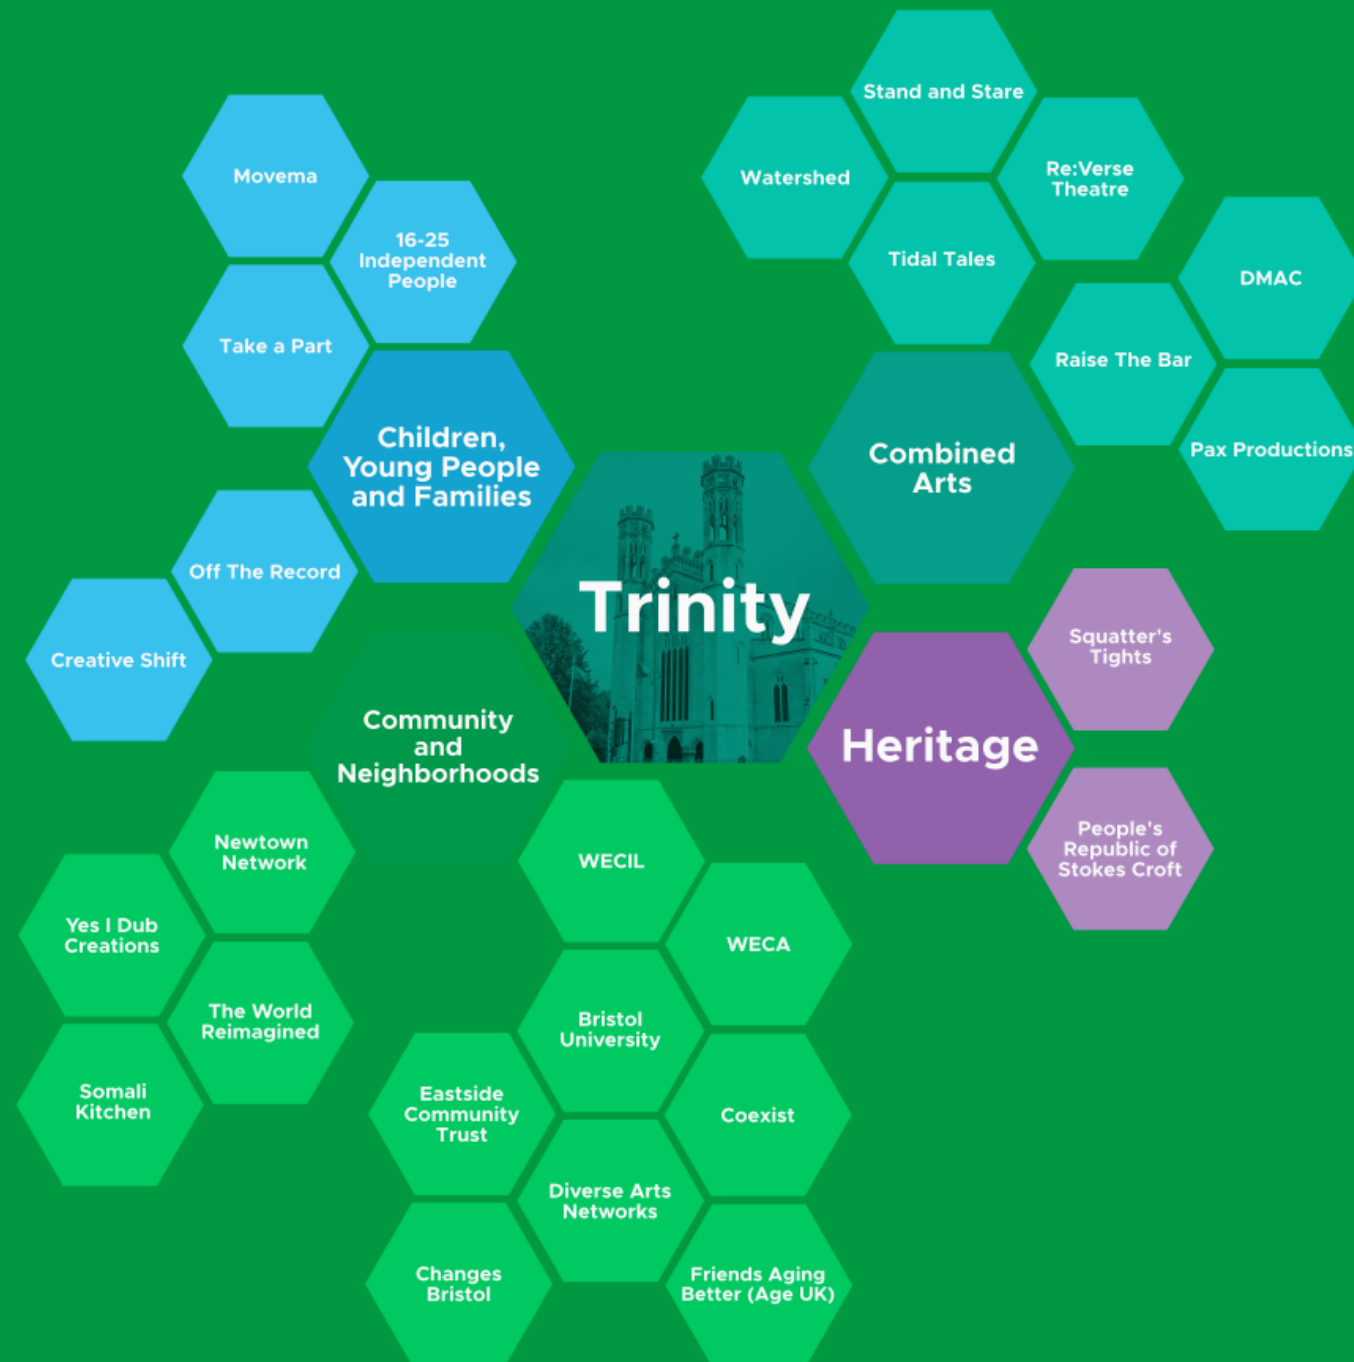 Stand and Stare
Movema
Watershed
Re:Verse
Theatre
16-25
Independent
People
Tidal Tales
DMAC
Take a Part
Raise The Bar
Children,
Young People
and Families
Combined
Arts
Pax Productions
Off The Record
Trinity
Creative Shift
Squatter's
Tights
Community
and
Neighborhoods
Heritage
Newtown
Network
WECIL
People's
Republic of
Stokes Croft
Yes I Dub
Creations
WECA
The World
Reimagined
Bristol
University
Somali
Kitchen
Eastside
Community
Trust
Coexist
Diverse Arts
Networks
Changes
Bristol
Friends Aging
Better (Age UK)